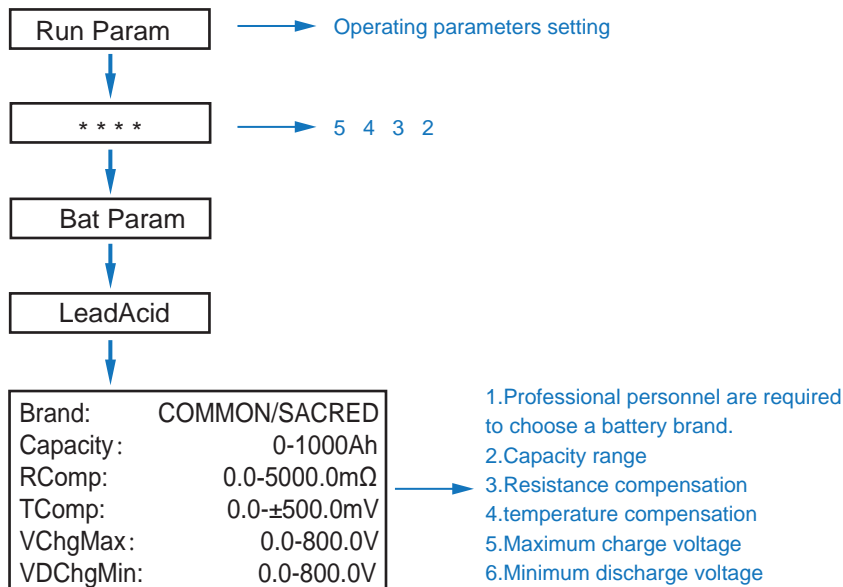 Run Param
Operating parameters setting
* * * *
5 4 3 2
Bat Param
LeadAcid
Brand: COMMON/SACRED
Capacity: 0-1000Ah
RComp: 0.0-5000.0mΩ
TComp: 0.0-±500.0mV
VChgMax: 0.0-800.0V
VDChgMin: 0.0-800.0V
1.Professional personnel are required
to choose a battery brand.
2.Capacity range
3.Resistance compensation
4.temperature compensation
5.Maximum charge voltage
6.Minimum discharge voltage